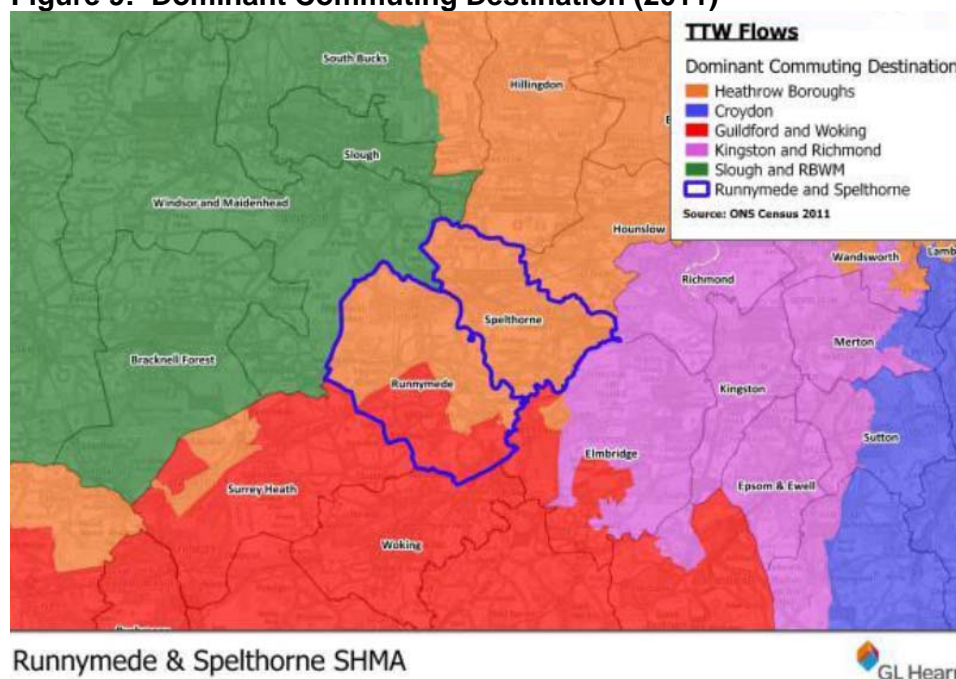 Figure 9: Dominant Commuting Destination (2011)
TTW Flows
Dominant Commuting Destination
Heathrow Boroughs
Croydon
Guildford and Woking
Kingston and Richmond
Slough and RBWM
Runnymede and Spelthorne
Source: ONS Census 2011
South Bucks
Hillingdon
Slough
Windsor and Maidenhead
Hounslow
Wandsworth
Lamb
Richmond
Spelthorne
Merton
Bracknell Forest
Runnymede
Kingston
Sutton
Elmbridge
Surrey Heath
Epsom & Ewell
Woking
Runnymede & Spelthorne SHMA
GL Hearn